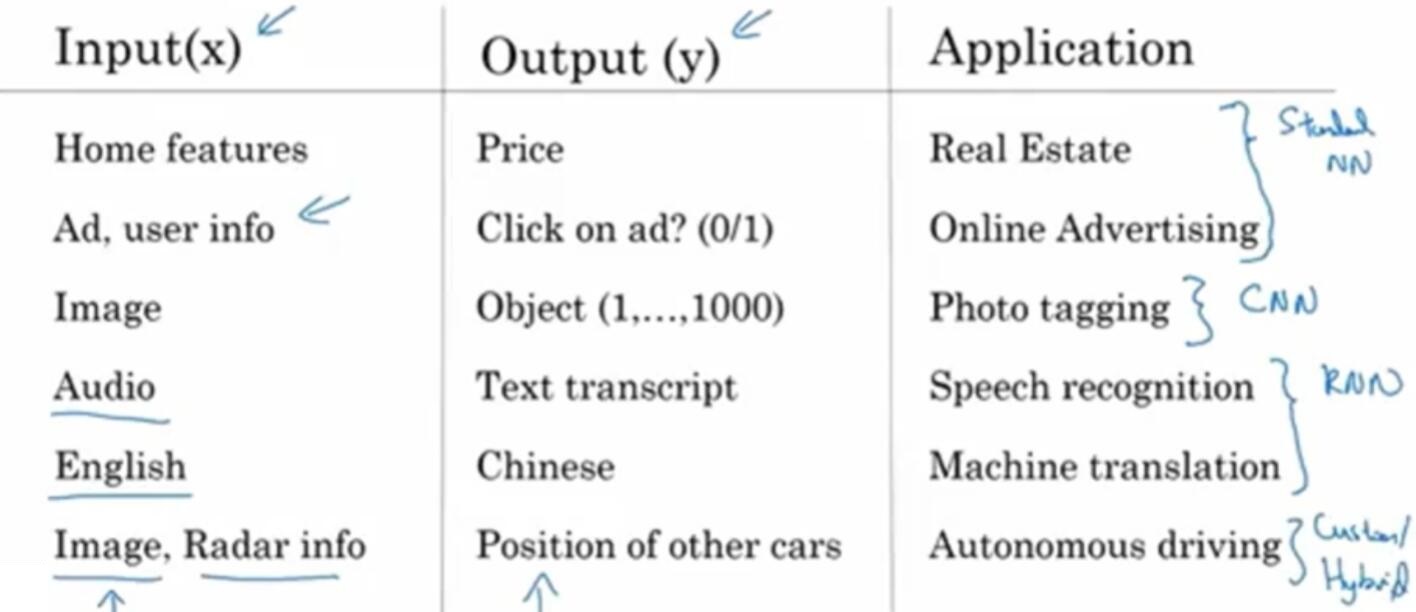 Input(x) Output (y) Application
Home features Price Real Estate Standard
NN
Ad, user info Click on ad? (0/1) Online Advertising
Image Object (1,...,1000) Photo tagging CNN
Audio Text transcript Speech recognition RNN
English Chinese Machine translation
Image, Radar info Position of other cars Autonomous driving Custom/
Hybrid